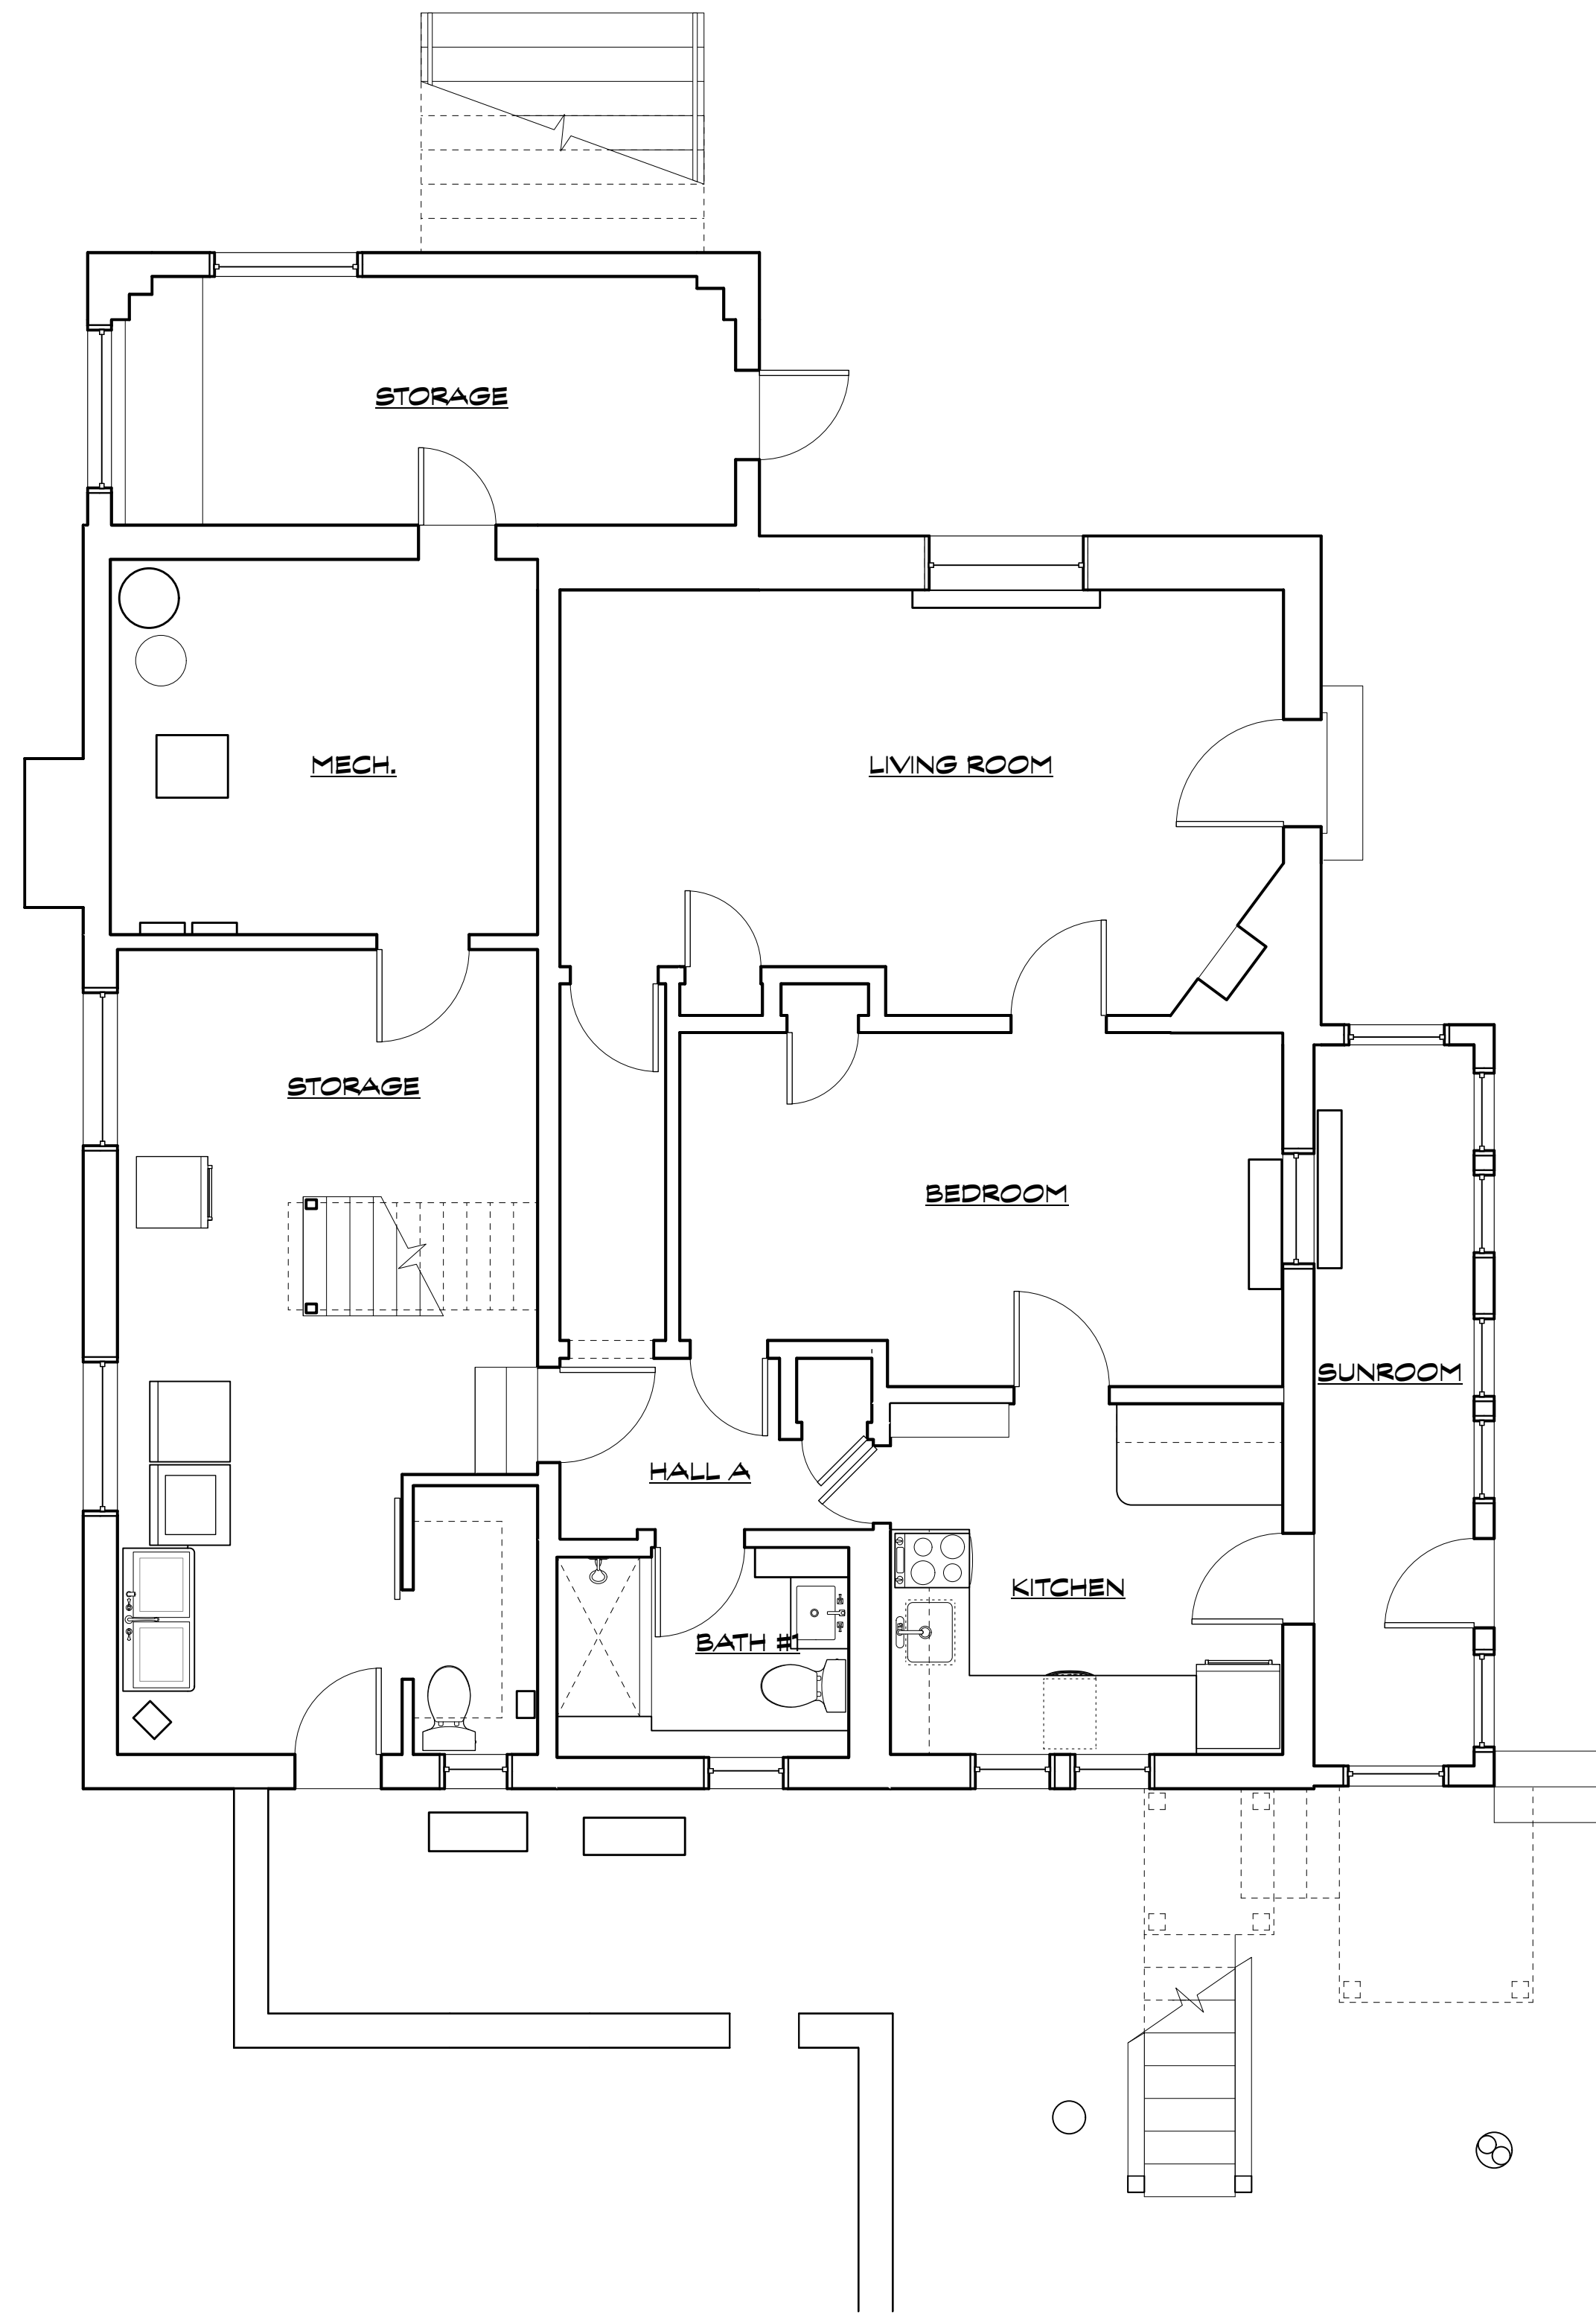 STORAGE
MECH.
LIVING ROOM
STORAGE
BEDROOM
SUNROOM
HALL A
KITCHEN
BATH #1